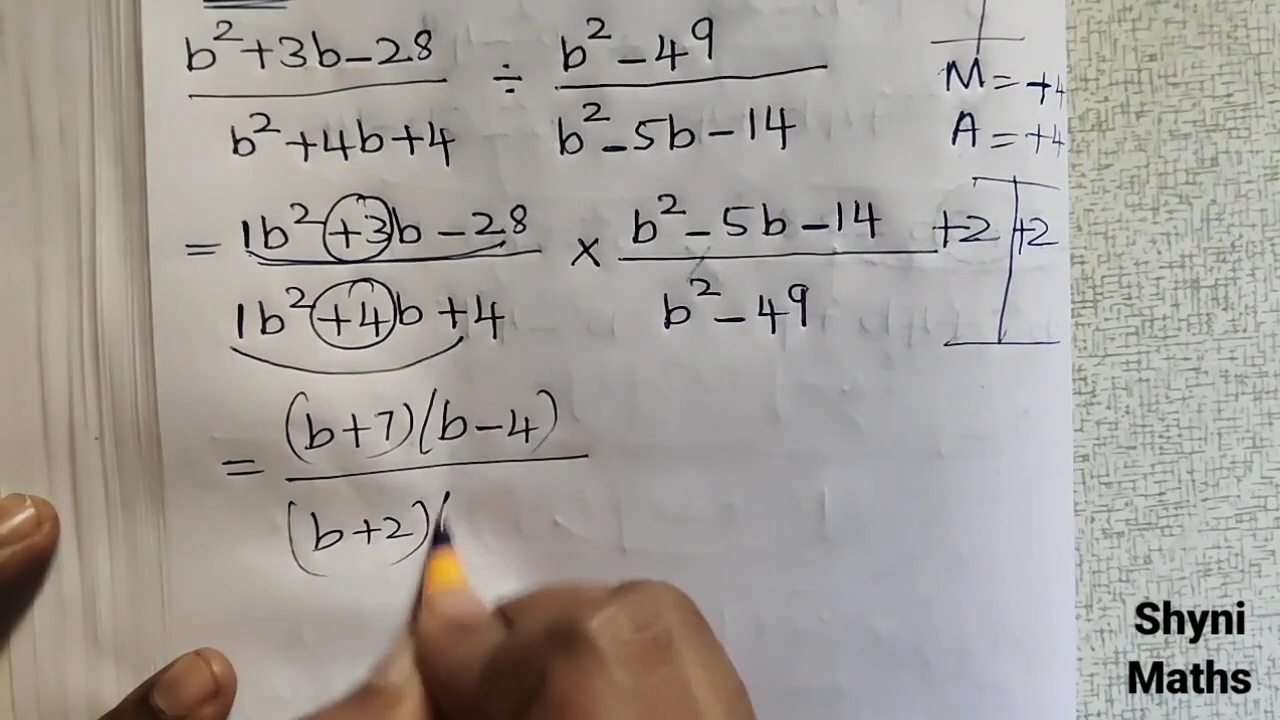 b²+3b-28 ÷ b²-49
b²+4b+4 b²-5b-14
M = +4
A = +4
= 1b²+3b-28 × b²-5b-14
1b²+4b+4 b²-49
+2 +2
= (b+7)(b-4)
(b+2)(
Shyni
Maths